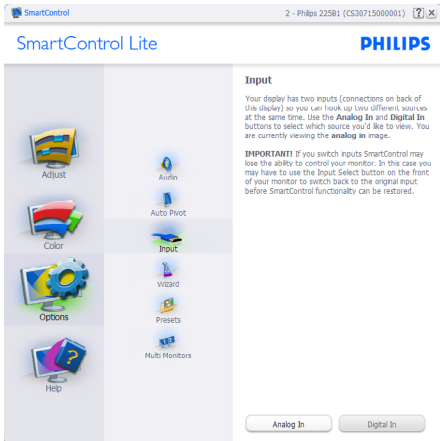 SmartControl
2 - Philips 225B1 (CS30715000001)
? ×
SmartControl Lite
PHILIPS
Adjust
Color
Options
Help
Audio
Auto Pivot
Input
Wizard
Presets
Multi Monitors
Input
Your display has two inputs (connections on back of
this display) so you can hook up two different sources
at the same time. Use the Analog In and Digital In
buttons to select which source you'd like to view. You
are currently viewing the analog in image.
IMPORTANT! If you switch inputs SmartControl may
lose the ability to control your monitor. In this case you
may have to use the Input Select button on the front
of your monitor to switch back to the original input
before SmartControl functionality can be restored.
Analog In
Digital In